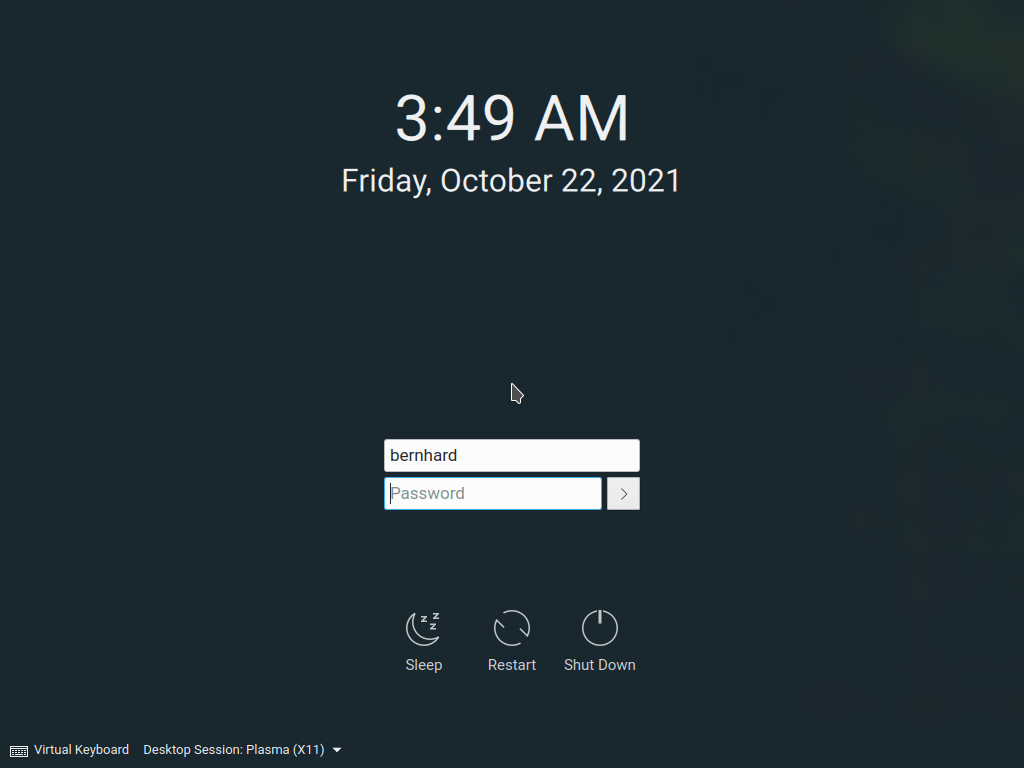 3:49 AM
Friday, October 22, 2021
bernhard
Password
Sleep
Restart
Shut Down
Virtual Keyboard
Desktop Session: Plasma (X11)